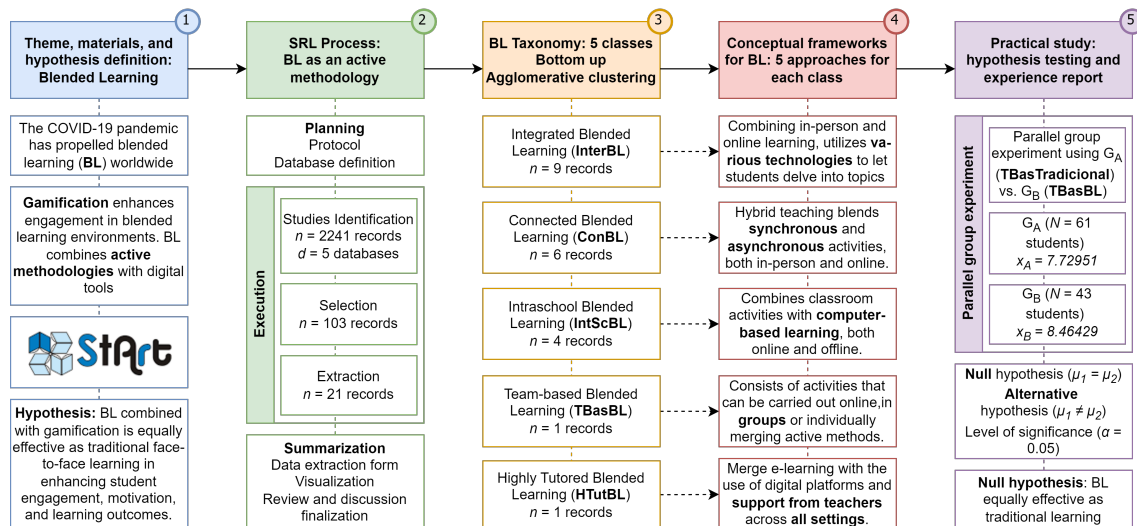 1
Theme, materials, and
hypothesis definition:
Blended Learning
The COVID-19 pandemic
has propelled blended
learning (BL) worldwide
Gamification enhances
engagement in blended
learning environments. BL
combines active
methodologies with digital
tools
StArt
Hypothesis: BL combined
with gamification is equally
effective as traditional face-
to-face learning in
enhancing student
engagement, motivation,
and learning outcomes.
2
SRL Process:
BL as an active
methodology
Planning
Protocol
Database definition
Execution
Studies Identification
n = 2241 records
d = 5 databases
Selection
n = 103 records
Extraction
n = 21 records
Summarization
Data extraction form
Visualization
Review and discussion
finalization
3
BL Taxonomy: 5 classes
Bottom up
Agglomerative clustering
Integrated Blended
Learning (InterBL)
n = 9 records
Connected Blended
Learning (ConBL)
n = 6 records
Intraschool Blended
Learning (IntScBL)
n = 4 records
Team-based Blended
Learning (TBasBL)
n = 1 records
Highly Tutored Blended
Learning (HTutBL)
n = 1 records
4
Conceptual frameworks
for BL: 5 approaches for
each class
Combining in-person and
online learning, utilizes va-
rious technologies to let
students delve into topics
Hybrid teaching blends
synchronous and
asynchronous activities,
both in-person and online.
Combines classroom
activities with computer-
based learning, both
online and offline.
Consists of activities that
can be carried out online,in
groups or individually
merging active methods.
Merge e-learning with the
use of digital platforms and
support from teachers
across all settings.
5
Practical study:
hypothesis testing and
experience report
Parallel group experiment
Parallel group
experiment using G_A
(TBasTradicional)
vs. G_B (TBasBL)
G_A (N = 61
students)
x_A = 7.72951
G_B (N = 43
students)
x_B = 8.46429
Null hypothesis (μ₁ = μ₂)
Alternative
hypothesis (μ₁ ≠ μ₂)
Level of significance (α =
0.05)
Null hypothesis: BL
equally effective as
traditional learning